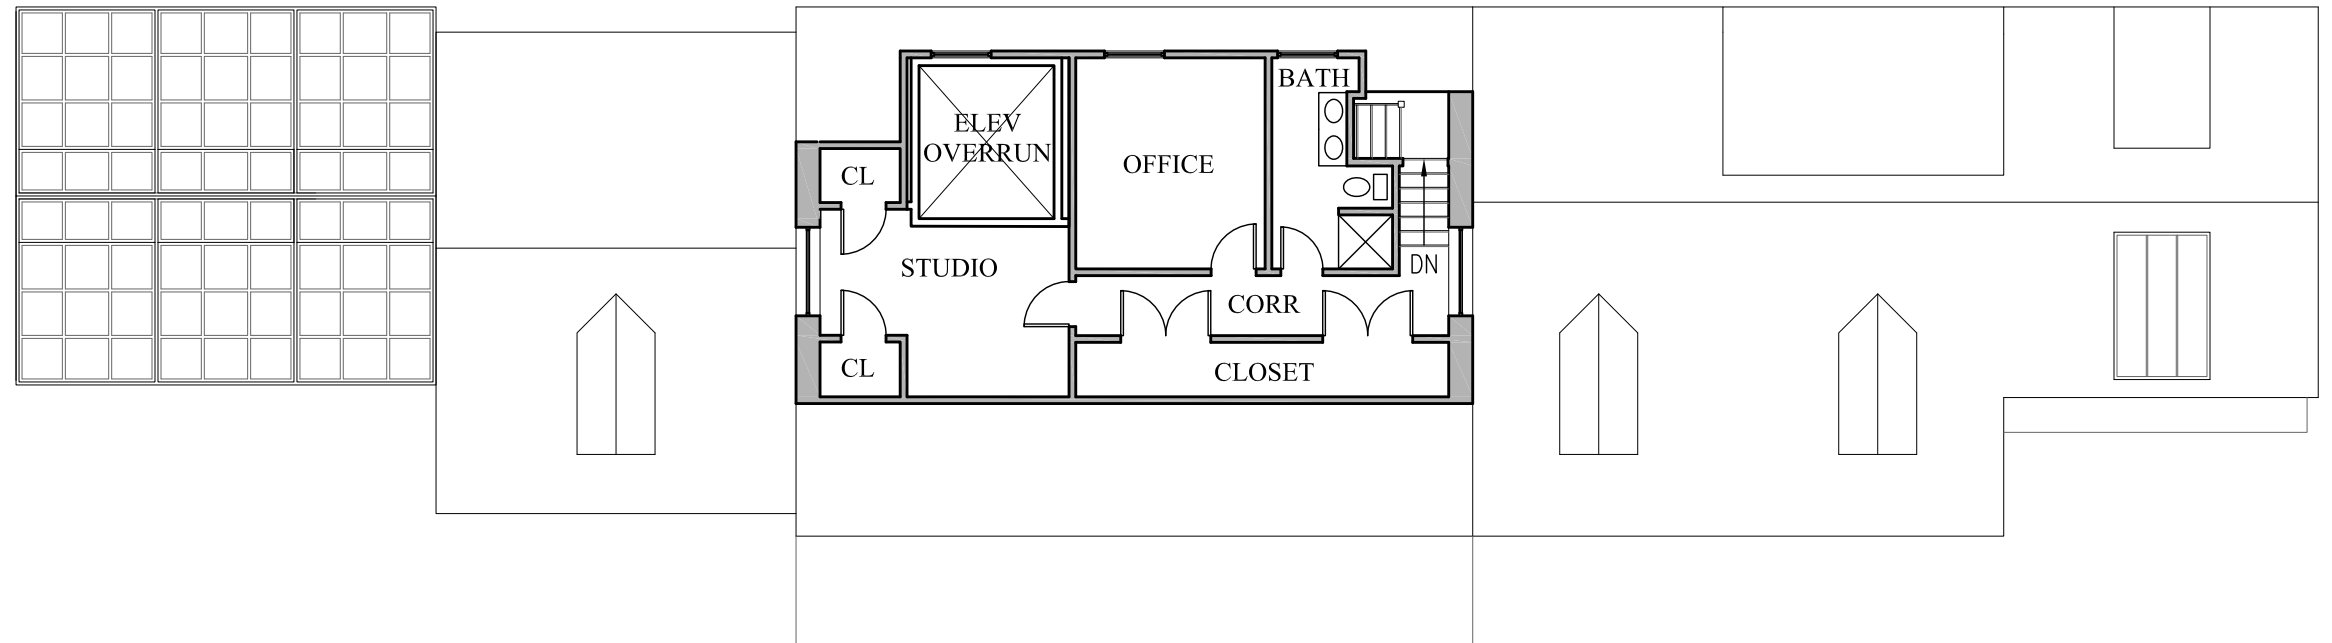 BATH
ELEV
OVERRUN
OFFICE
CL
STUDIO
DN
CORR
CL
CLOSET